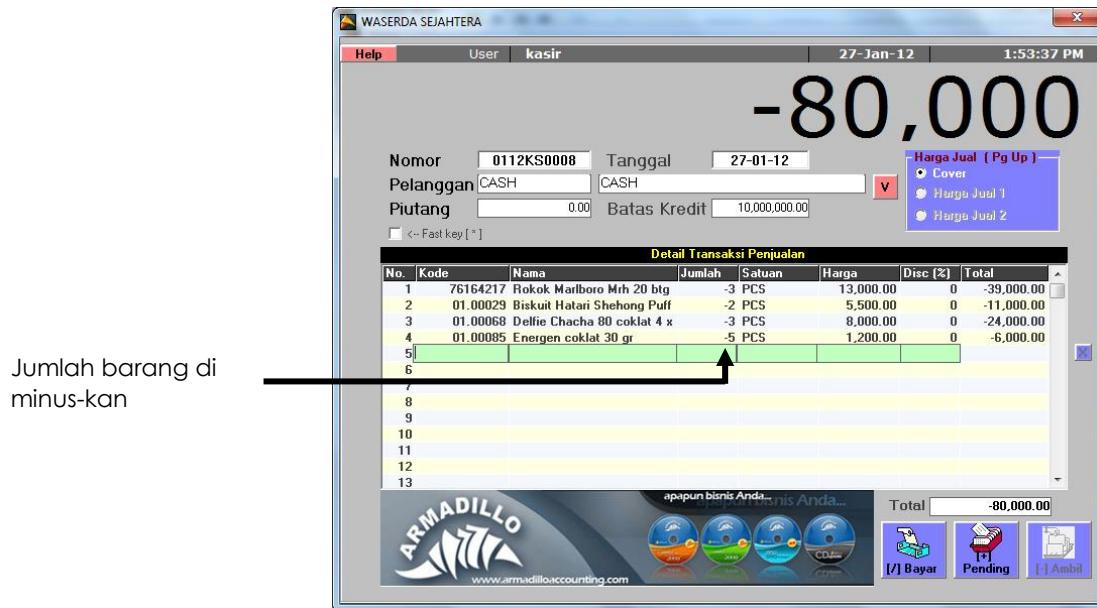 WASERDA SEJAHTERA
Help User kasir 27-Jan-12 1:53:37 PM
-80,000
Nomor 0112KS0008 Tanggal 27-01-12
Harga Jual ( Pg Up )
Pelanggan CASH CASH V
Cover
Harga Jual 1
Piutang 0.00 Batas Kredit 10,000,000.00
Harga Jual 2
<-- Fast key [ * ]
Detail Transaksi Penjualan
No. Kode Nama Jumlah Satuan Harga Disc (%) Total
1 76164217 Rokok Marlboro Mrh 20 btg -3 PCS 13,000.00 0 -39,000.00
2 01.00029 Biskuit Hatari Shehong Puff -2 PCS 5,500.00 0 -11,000.00
3 01.00068 Delfie Chacha 80 coklat 4 x -3 PCS 8,000.00 0 -24,000.00
4 01.00085 Energen coklat 30 gr -5 PCS 1,200.00 0 -6,000.00
5
6
7
8
9
10
11
12
13
Jumlah barang di
minus-kan
apapun bisnis Anda...
ARMADILLO
www.armadilloaccounting.com
Total -80,000.00
[/] Bayar
[+] Pending
[-] Ambil